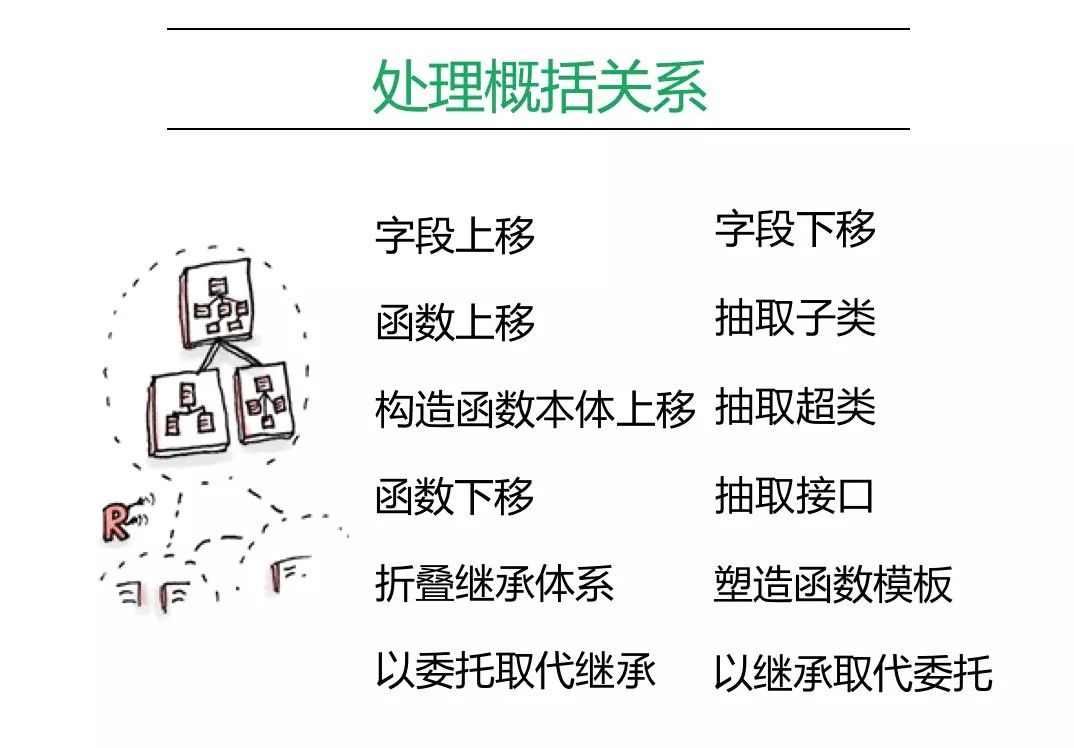 处理概括关系
字段上移
字段下移
函数上移
抽取子类
构造函数本体上移
抽取超类
函数下移
抽取接口
折叠继承体系
塑造函数模板
以委托取代继承
以继承取代委托
R